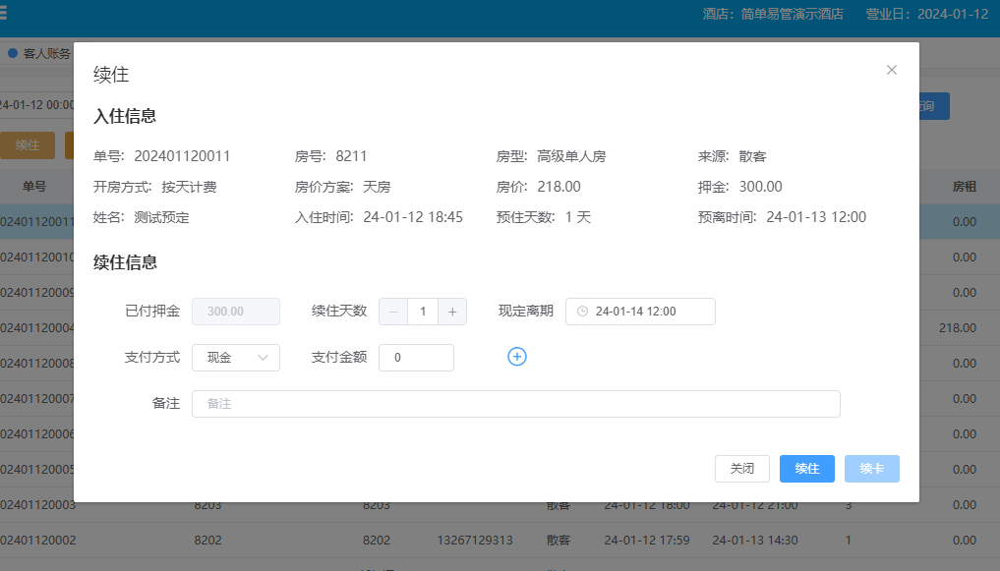 酒店：简单易管演示酒店 营业日：2024-01-12
客人账务
续住
×
入住信息
24-01-12 00:00
询
单号: 202401120011 房号: 8211 房型: 高级单人房 来源: 散客
续住
单号 开房方式: 按天计费 房价方案: 天房 房价: 218.00 押金: 300.00 房租
02401120011 姓名: 测试预定 入住时间: 24-01-12 18:45 预住天数: 1 天 预离时间: 24-01-13 12:00 0.00
02401120010 续住信息 0.00
02401120009 0.00
已付押金 300.00 续住天数 − 1 + 现定离期 24-01-14 12:00
02401120004 218.00
02401120008 支付方式 现金 支付金额 0 + 0.00
02401120007 备注 备注 0.00
02401120006 0.00
02401120005 关闭 续住 续卡 0.00
02401120003 8203 8203 散客 24-01-12 18:00 24-01-12 21:00 3 0.00
02401120002 8202 8202 13267129313 散客 24-01-12 17:59 24-01-13 14:30 1 0.00